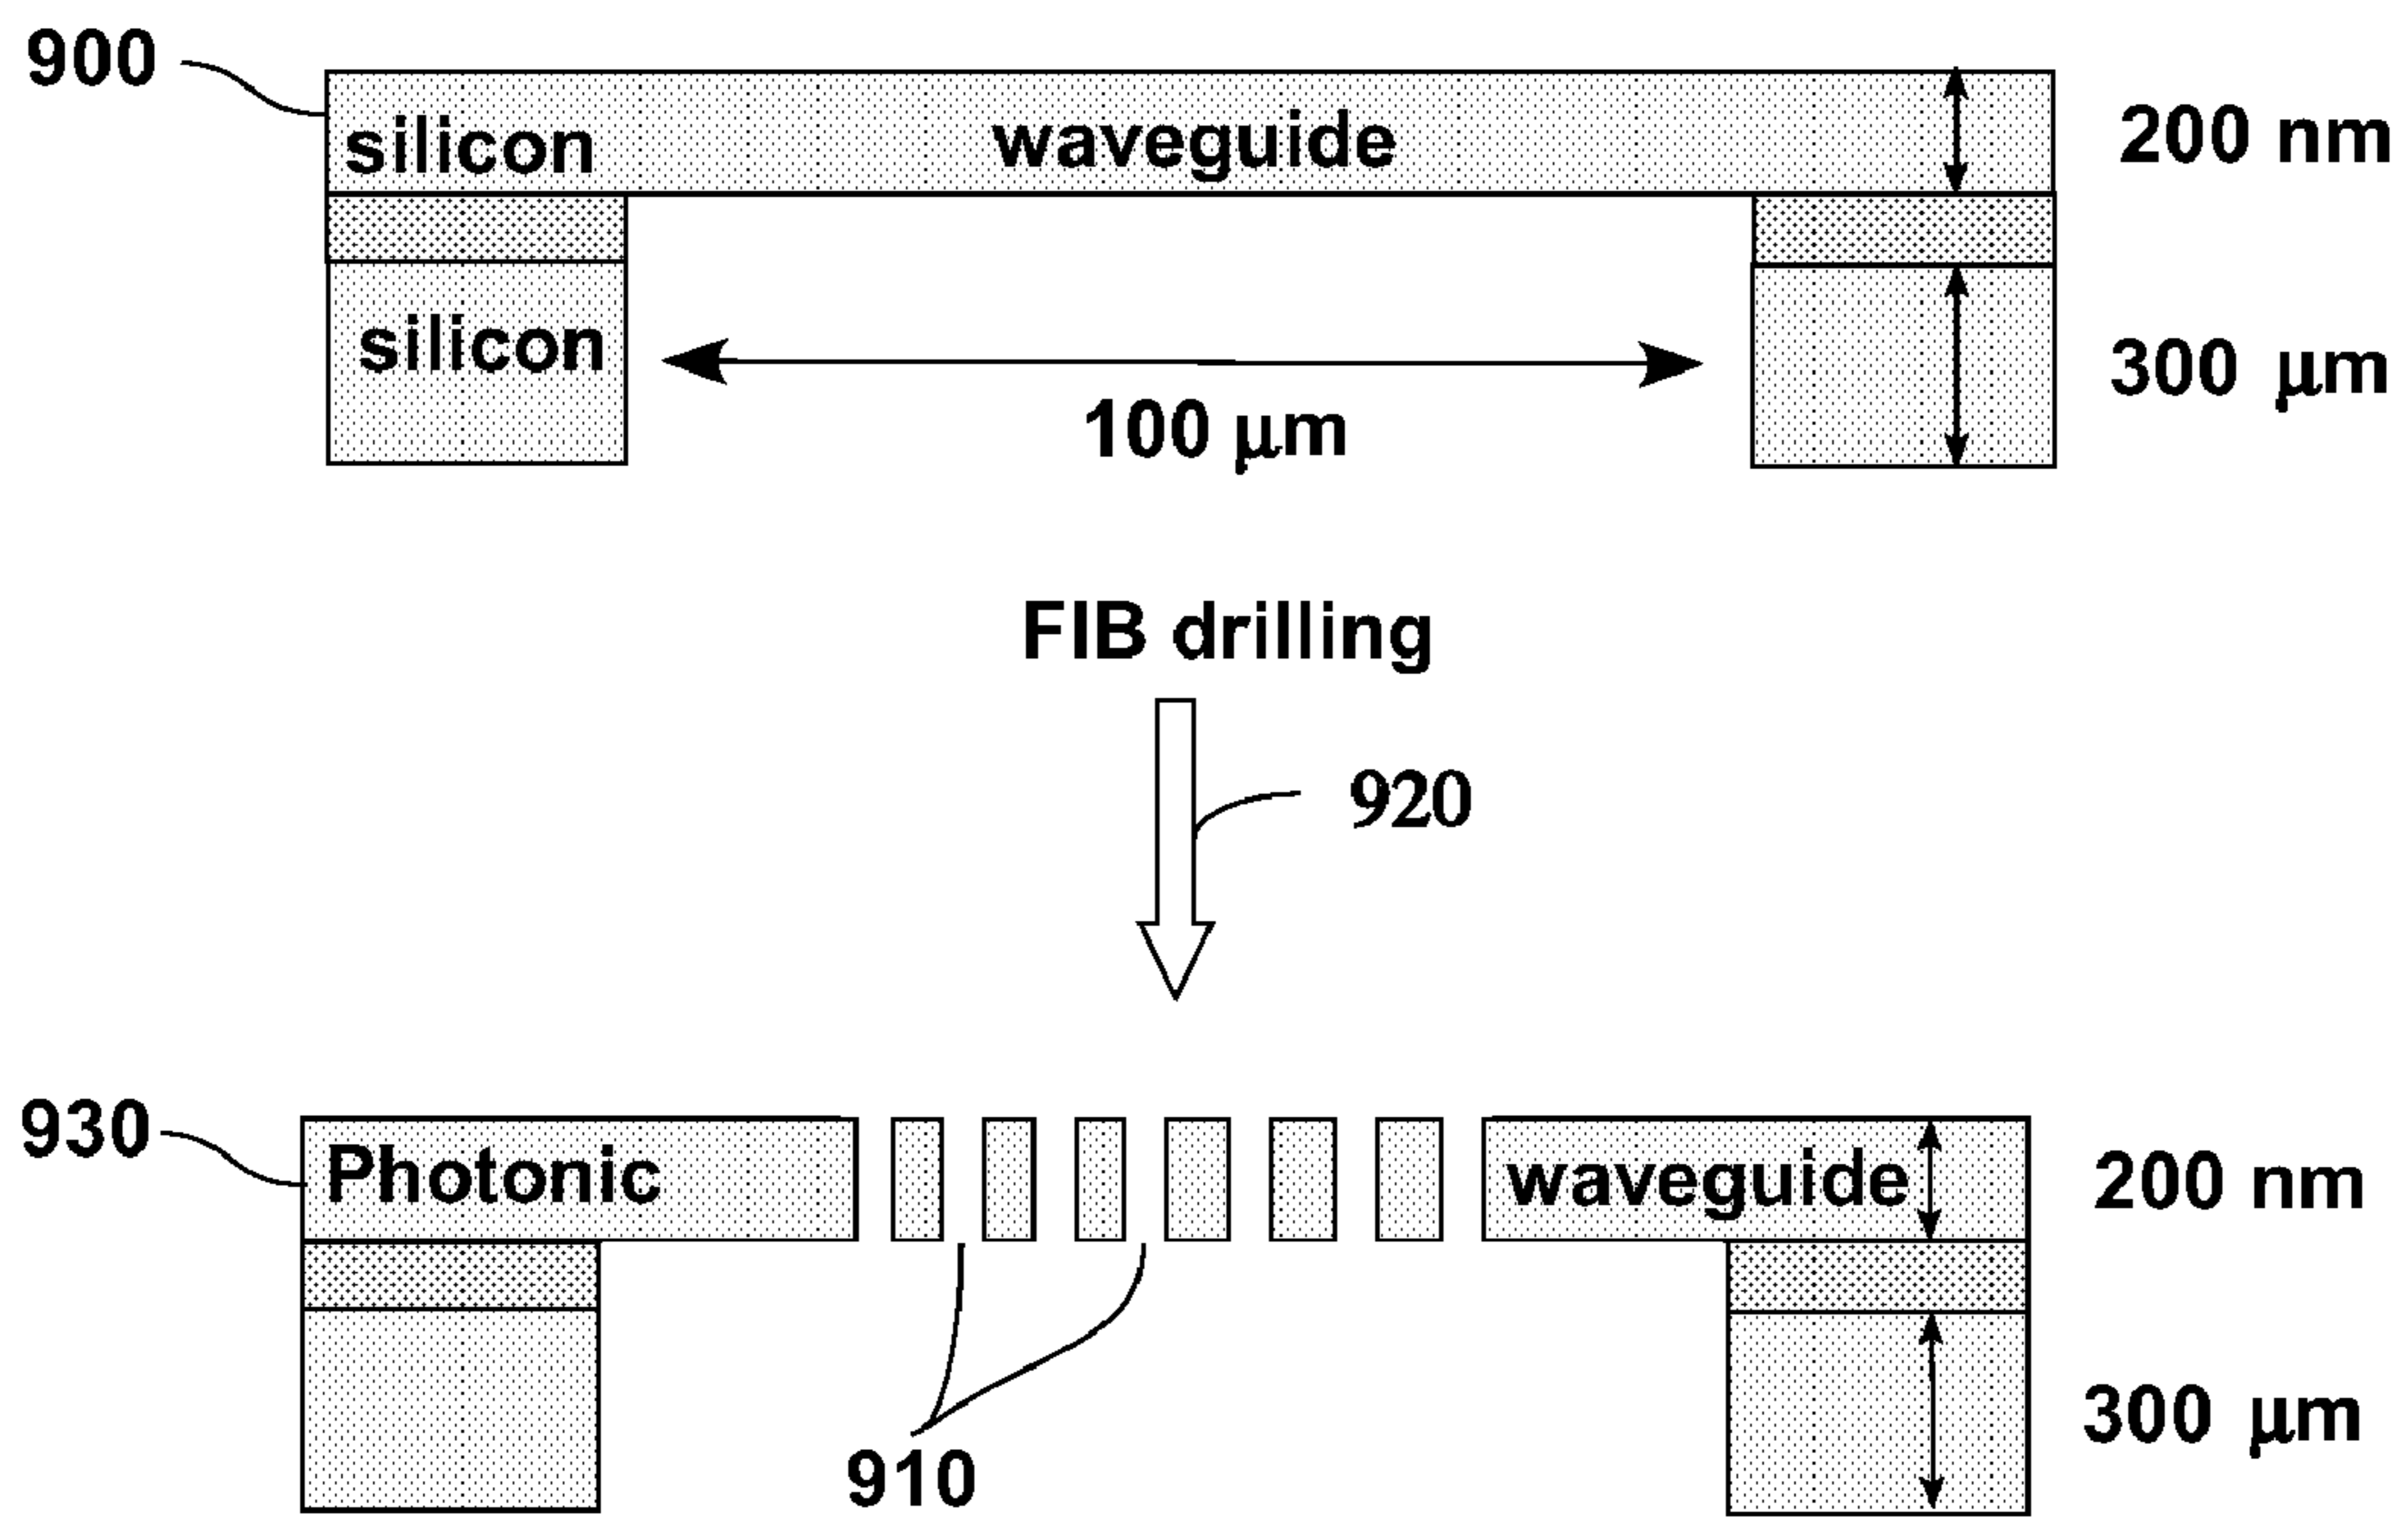 900
silicon waveguide 200 nm
silicon 300 µm
100 µm
FIB drilling
920
930
Photonic waveguide 200 nm
300 µm
910